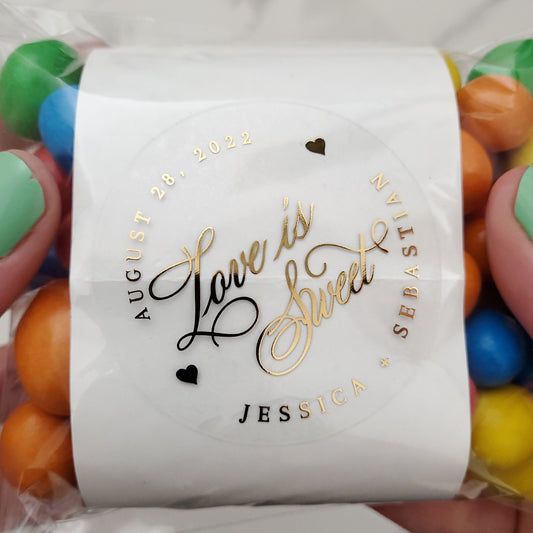 AUGUST 28, 2022
Love is
Sweet
JESSICA + SEBASTIAN